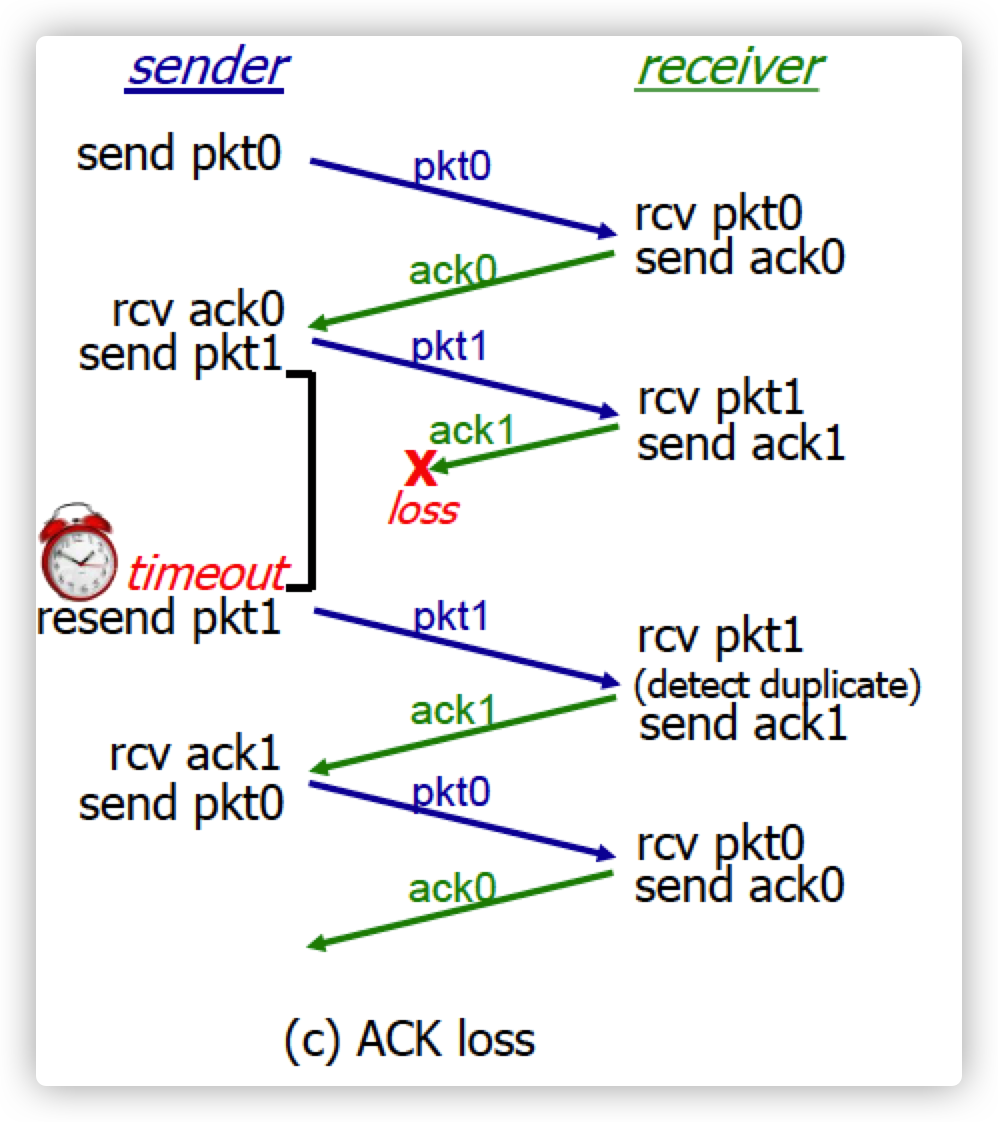 sender
receiver
send pkt0
pkt0
rcv pkt0
send ack0
ack0
rcv ack0
send pkt1
pkt1
rcv pkt1
send ack1
ack1
X
loss
timeout
resend pkt1
pkt1
rcv pkt1
(detect duplicate)
send ack1
ack1
rcv ack1
send pkt0
pkt0
rcv pkt0
send ack0
ack0
(c) ACK loss